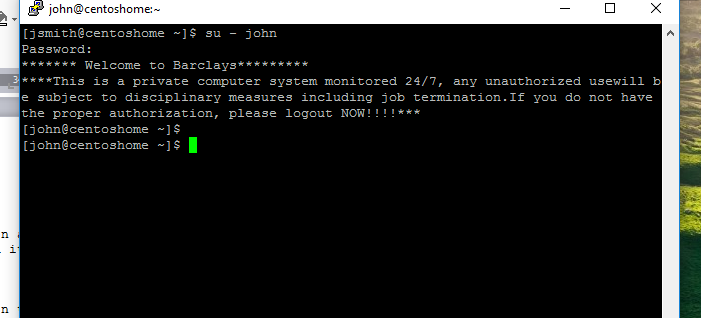 john@centoshome:~
[jsmith@centoshome ~]$ su - john
Password:
******* Welcome to Barclays*********
****This is a private computer system monitored 24/7, any unauthorized usewill b
e subject to disciplinary measures including job termination.If you do not have
the proper authorization, please logout NOW!!!!***
[john@centoshome ~]$
[john@centoshome ~]$